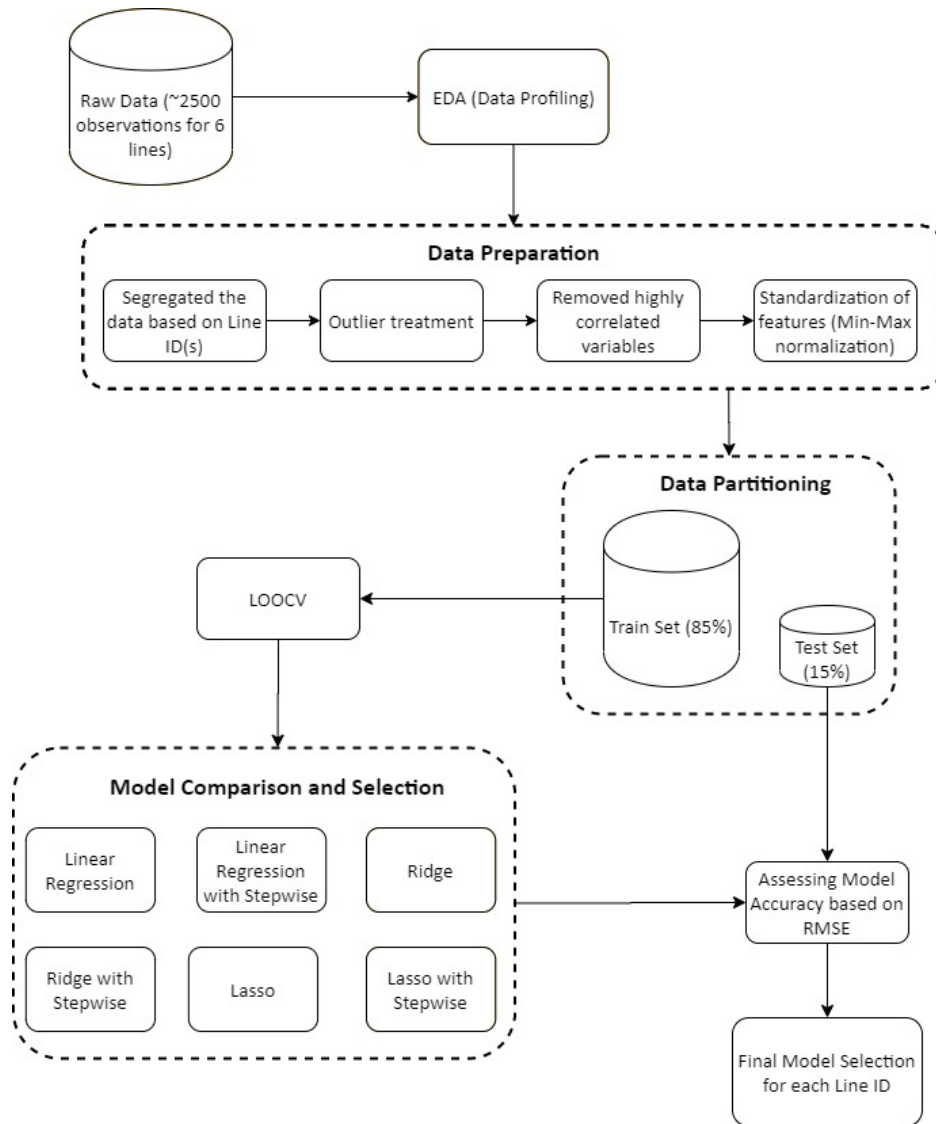 Raw Data (~2500
observations for 6
lines)
EDA (Data Profiling)
Data Preparation
Segregated the
data based on Line
ID(s)
Outlier treatment
Removed highly
correlated
variables
Standardization of
features (Min-Max
normalization)
Data Partitioning
Train Set (85%)
Test Set
(15%)
LOOCV
Model Comparison and Selection
Linear
Regression
Linear
Regression
with Stepwise
Ridge
Ridge with
Stepwise
Lasso
Lasso with
Stepwise
Assessing Model
Accuracy based on
RMSE
Final Model Selection
for each Line ID